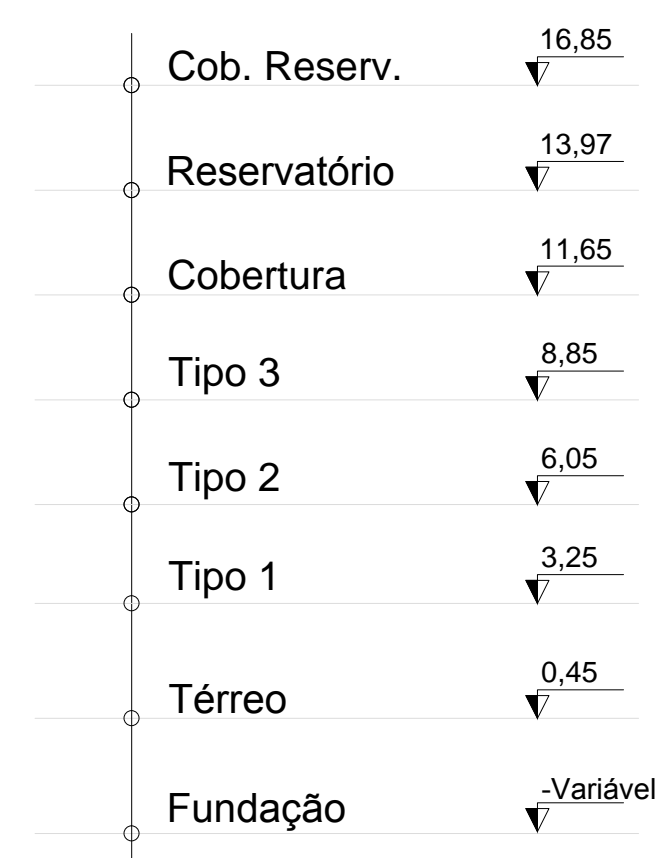 Cob. Reserv. 16,85
Reservatório 13,97
Cobertura 11,65
Tipo 3 8,85
Tipo 2 6,05
Tipo 1 3,25
Térreo 0,45
Fundação -Variável